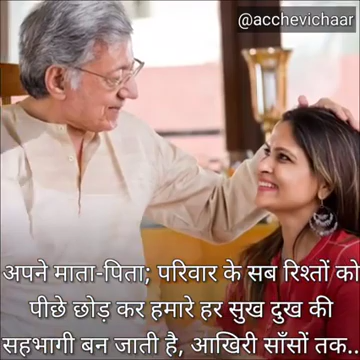 @acchevichaar
अपने माता-पिता; परिवार के सब रिश्तों को
पीछे छोड़ कर हमारे हर सुख दुख की
सहभागी बन जाती है, आखिरी साँसों तक..